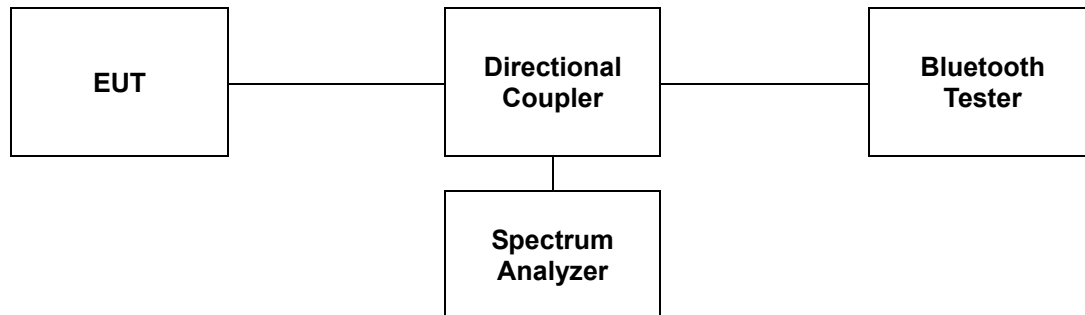 EUT
Directional
Coupler
Bluetooth
Tester
Spectrum
Analyzer